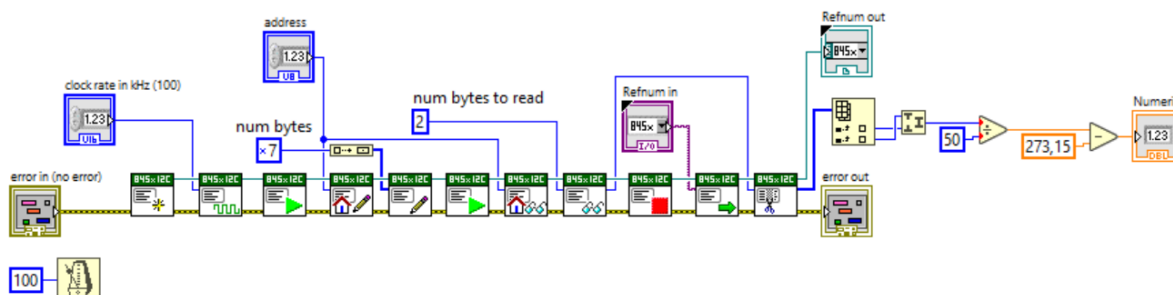 Refnum out
845x
address
1.23
U8
clock rate in kHz (100)
1.23
U16
num bytes to read
2
Refnum in
845x
I/O
num bytes
×7
Numeri
1.23
DBL
50
273,15
error in (no error)
845x I2C
845x I2C
845x I2C
845x I2C
845x I2C
845x I2C
845x I2C
845x I2C
845x I2C
845x I2C
845x I2C
error out
100